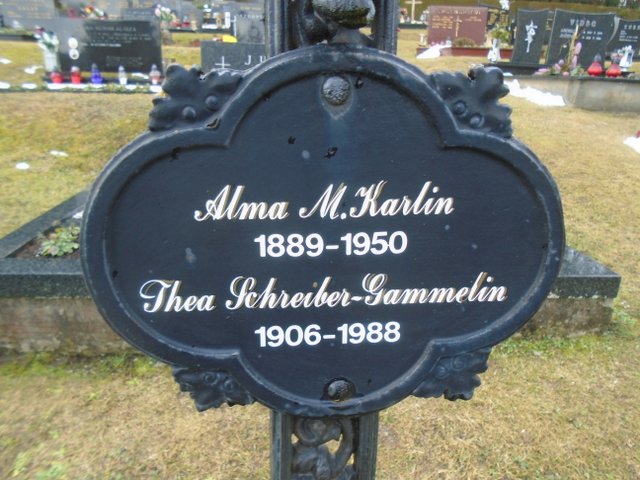 Alma M. Karlin
1889-1950
Thea Schreiber-Gammelin
1906-1988